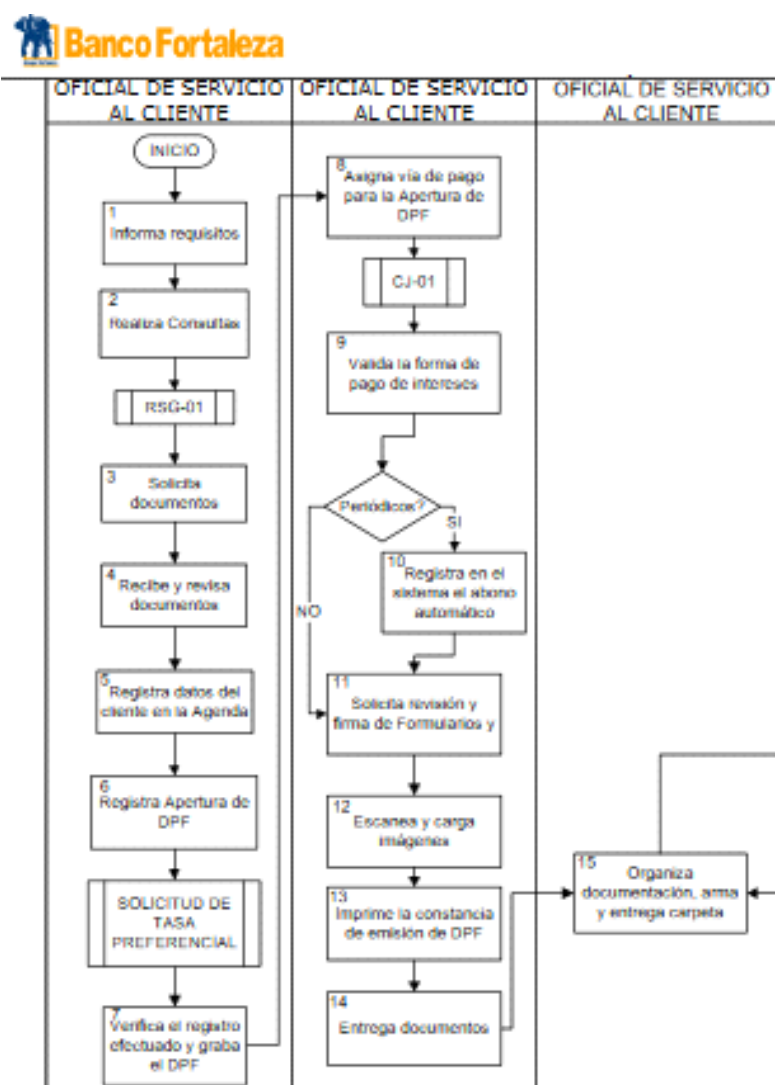 Banco Fortaleza
OFICIAL DE SERVICIO
AL CLIENTE
INICIO
1
Informa requisitos
2
Realiza Consultas
RSG-01
3
Solicita
documentos
4
Recibe y revisa
documentos
5
Registra datos del
cliente en la Agenda
6
Registra Apertura de
DPF
SOLICITUD DE
TASA
PREFERENCIAL
7
Verifica el registro
efectuado y graba
el DPF
OFICIAL DE SERVICIO
AL CLIENTE
8
Asigna vía de pago
para la Apertura de
DPF
CJ-01
9
Valida la forma de
pago de intereses
Periódicos?
SI
NO
10
Registra en el
sistema el abono
automático
11
Solicita revisión y
firma de Formularios y
12
Escanea y carga
imágenes
13
Imprime la constancia
de emisión de DPF
14
Entrega documentos
OFICIAL DE SERVICIO
AL CLIENTE
15
Organiza
documentación, arma
y entrega carpeta